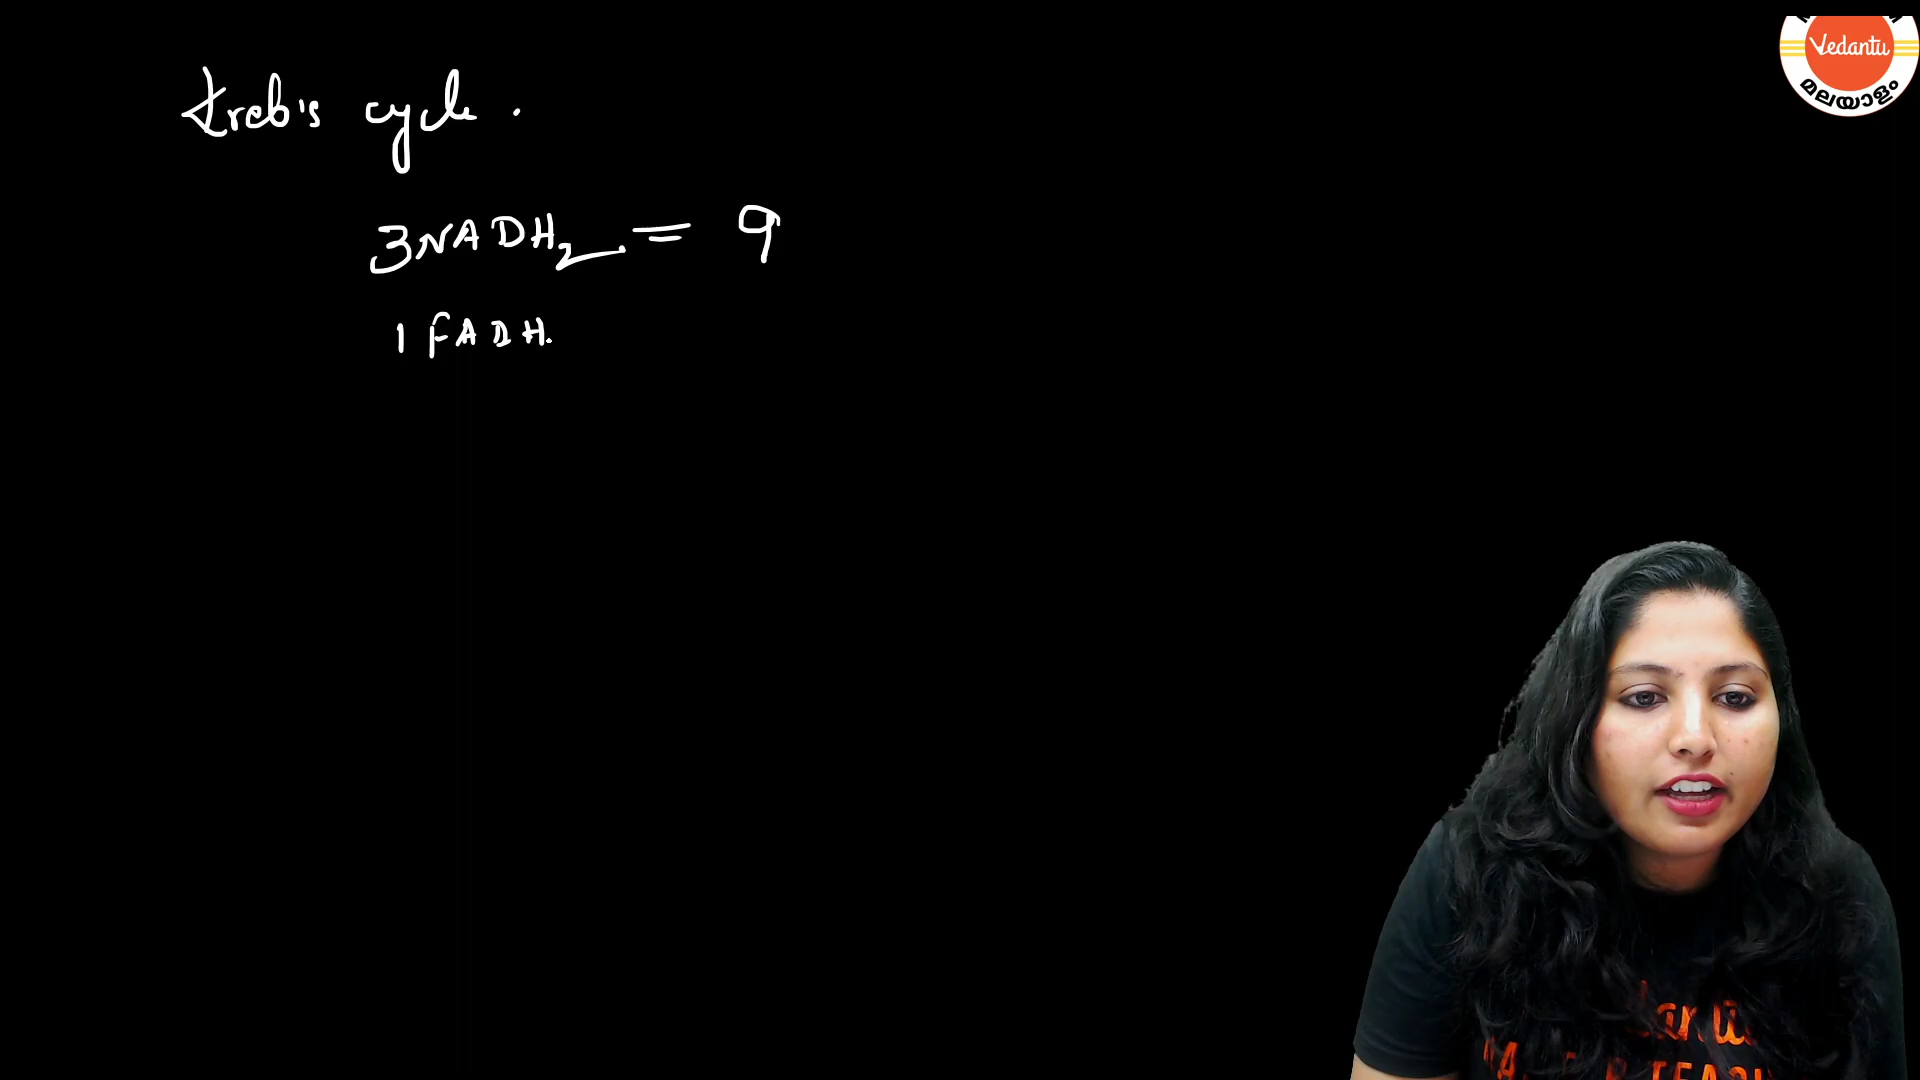 Kreb's cycle.
3NADH₂ = 9
1 FADH.
Vedantu
മലയാളം